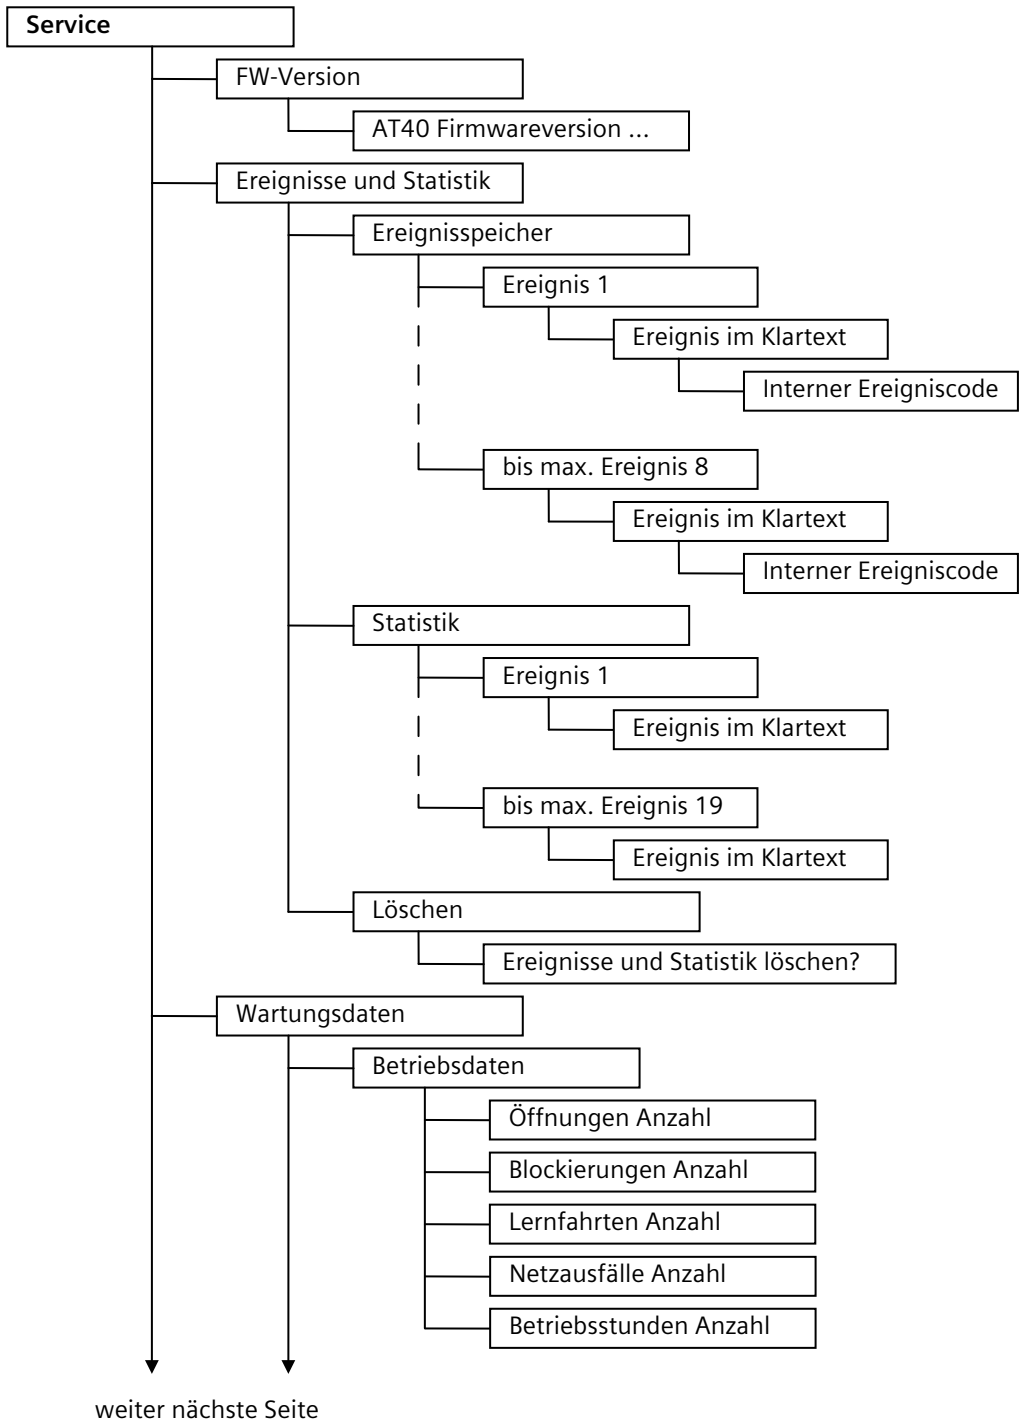 Service
FW-Version
AT40 Firmwareversion ...
Ereignisse und Statistik
Ereignisspeicher
Ereignis 1
Ereignis im Klartext
Interner Ereigniscode
bis max. Ereignis 8
Ereignis im Klartext
Interner Ereigniscode
Statistik
Ereignis 1
Ereignis im Klartext
bis max. Ereignis 19
Ereignis im Klartext
Löschen
Ereignisse und Statistik löschen?
Wartungsdaten
Betriebsdaten
Öffnungen Anzahl
Blockierungen Anzahl
Lernfahrten Anzahl
Netzausfälle Anzahl
Betriebsstunden Anzahl
weiter nächste Seite